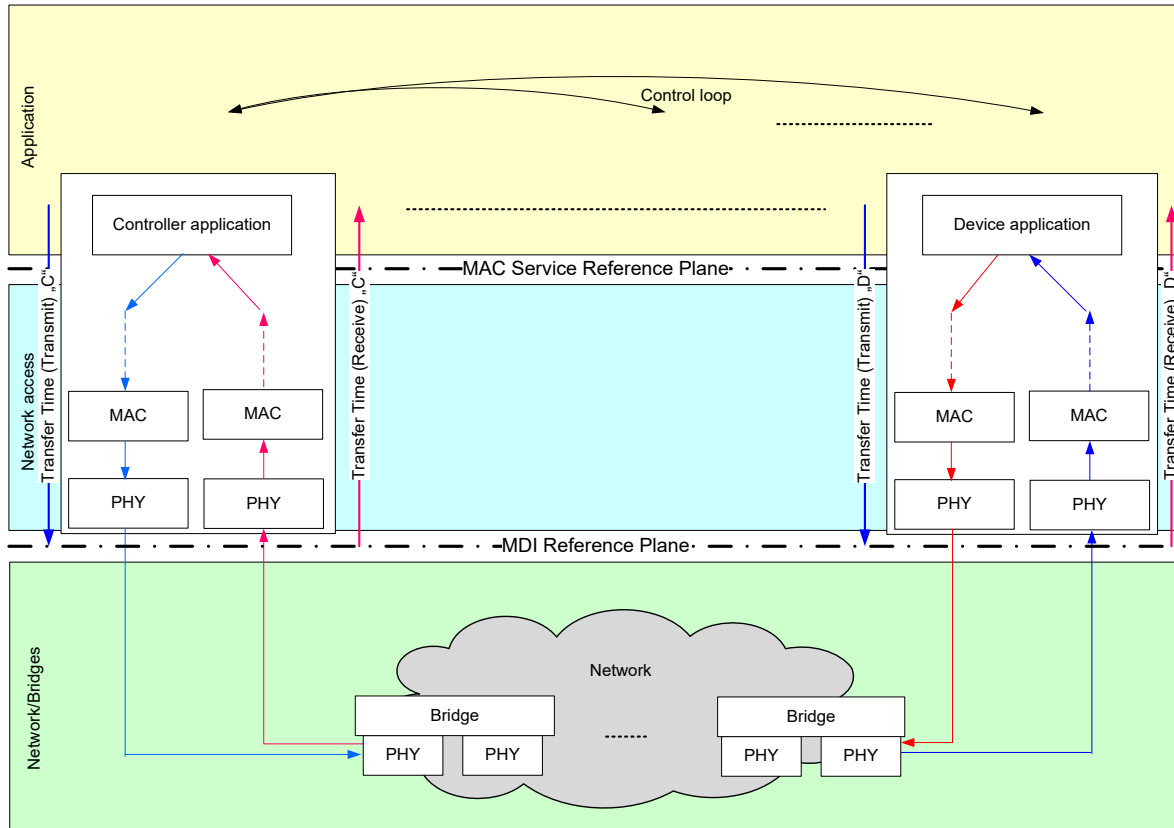 Application
Control loop
Controller application
Device application
MAC Service Reference Plane
Transfer Time (Transmit) „C“
Transfer Time (Receive) „C“
Transfer Time (Transmit) „D“
Transfer Time (Receive) „D“
Network access
MAC
MAC
MAC
MAC
PHY
PHY
PHY
PHY
MDI Reference Plane
Network/Bridges
Network
Bridge
Bridge
PHY
PHY
PHY
PHY